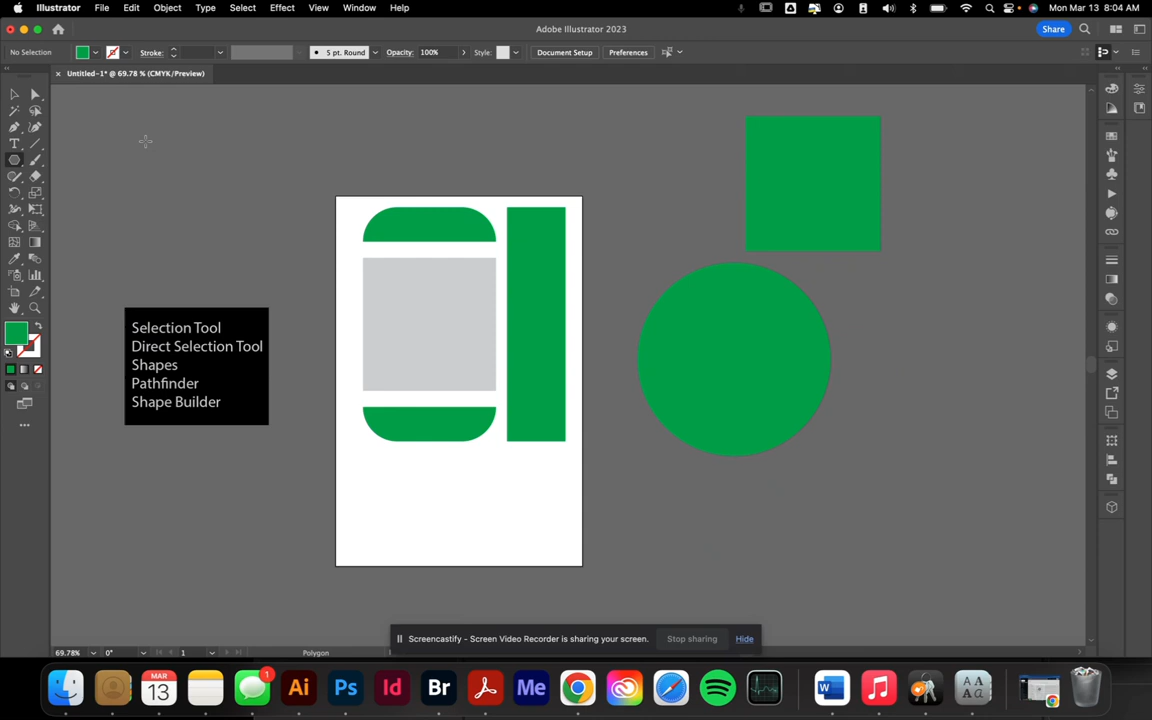 Illustrator File Edit Object Type Select Effect View Window Help Mon Mar 13 8:04 AM
Adobe Illustrator 2023
Share
No Selection Stroke: 5 pt. Round Opacity: 100% Style: Document Setup Preferences
× Untitled-1* @ 69.78 % (CMYK/Preview)
Selection Tool
Direct Selection Tool
Shapes
Pathfinder
Shape Builder
Screencastify - Screen Video Recorder is sharing your screen. Stop sharing Hide
69.78% 0° 1 Polygon
MAR
13
1
Ai Ps Id Br Me W
A A
A a